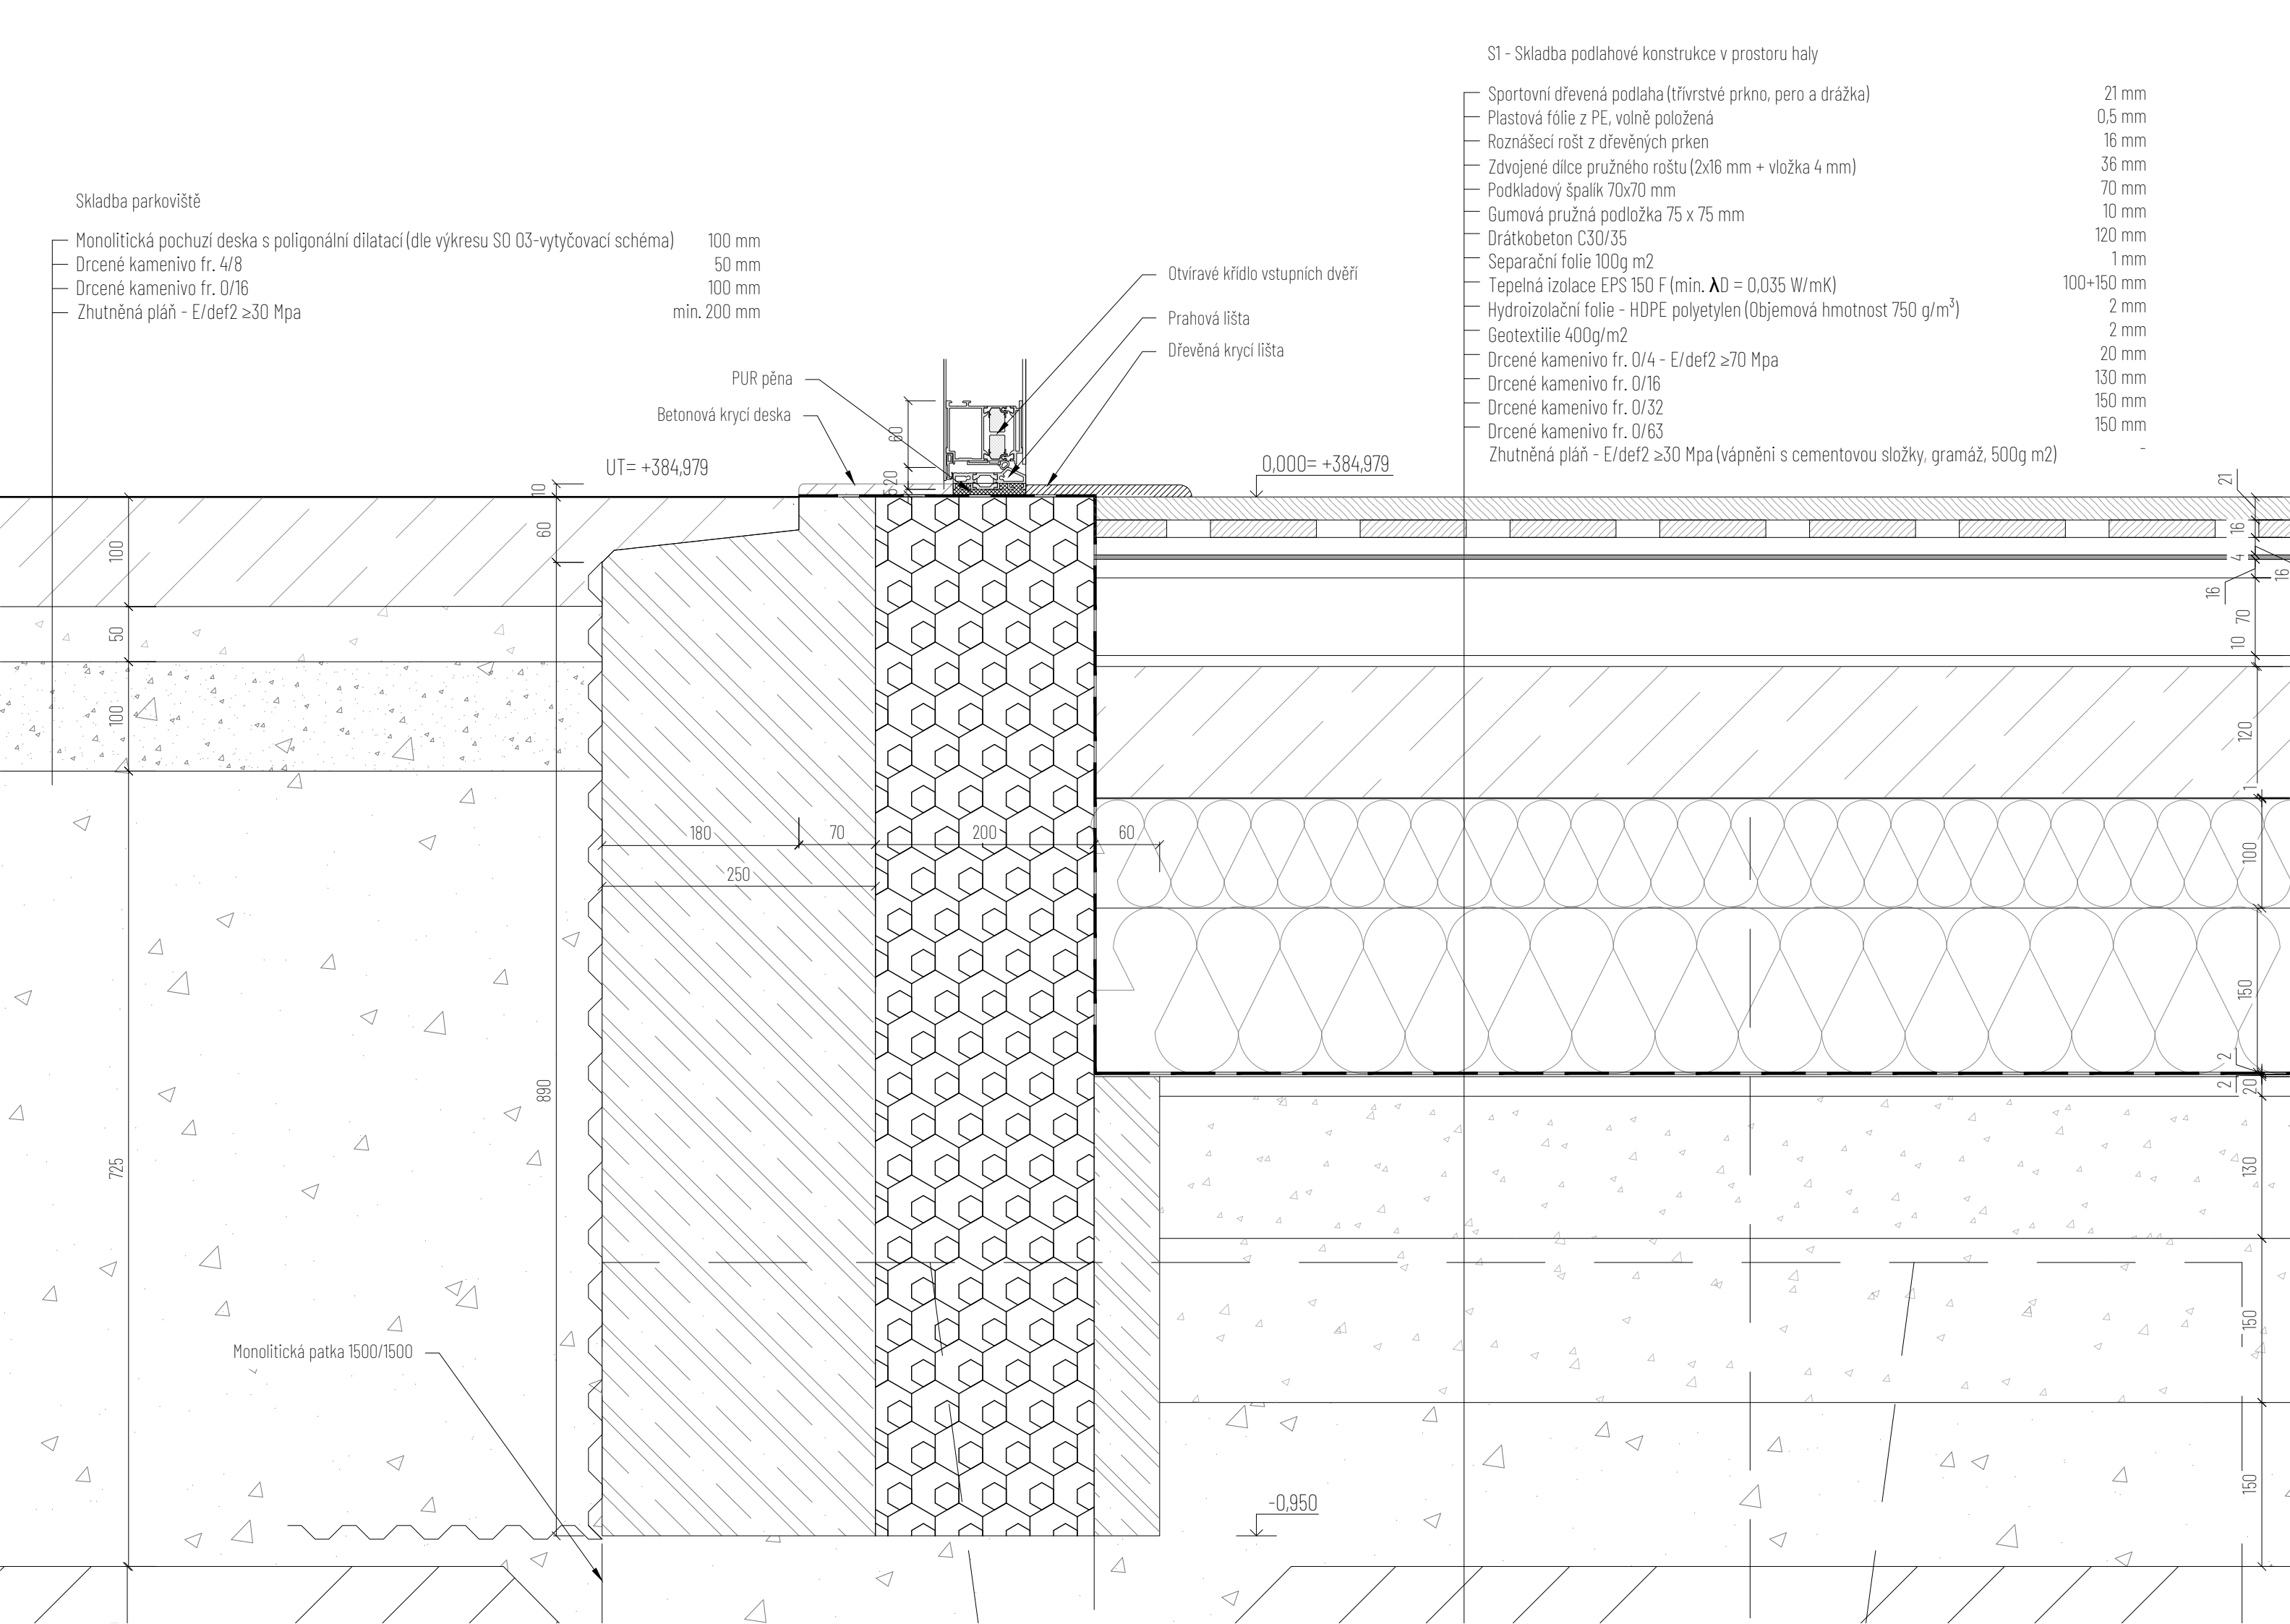 S1 - Skladba podlahové konstrukce v prostoru haly
Sportovní dřevená podlaha (třívrstvé prkno, pero a drážka) 21 mm
Plastová fólie z PE, volně položená 0,5 mm
Roznášecí rošt z dřevěných prken 16 mm
Zdvojené dílce pružného roštu (2x16 mm + vložka 4 mm) 36 mm
Podkladový špalík 70x70 mm 70 mm
Gumová pružná podložka 75 x 75 mm 10 mm
Drátkobeton C30/35 120 mm
Separační folie 100g m2 1 mm
Tepelná izolace EPS 150 F (min. λD = 0,035 W/mK) 100+150 mm
Hydroizolační folie - HDPE polyetylen (Objemová hmotnost 750 g/m³) 2 mm
Geotextilie 400g/m2 2 mm
Drcené kamenivo fr. 0/4 - E/def2 ≥70 Mpa 20 mm
Drcené kamenivo fr. 0/16 130 mm
Drcené kamenivo fr. 0/32 150 mm
Drcené kamenivo fr. 0/63 150 mm
Zhutněná pláň - E/def2 ≥30 Mpa (vápněni s cementovou složky, gramáž, 500g m2) -
Skladba parkoviště
Monolitická pochuzí deska s poligonální dilatací (dle výkresu SO 03-vytyčovací schéma) 100 mm
Drcené kamenivo fr. 4/8 50 mm
Drcené kamenivo fr. 0/16 100 mm
Zhutněná pláň - E/def2 ≥30 Mpa min. 200 mm
Otvíravé křídlo vstupních dvěří
Prahová lišta
Dřevěná krycí lišta
PUR pěna
Betonová krycí deska
UT= +384,979
0,000= +384,979
60
20
5
10
60
890
100
50
100
725
180
70
200
60
250
21
16
4
16
16
70
10
120
1
100
150
2
2
20
130
150
150
Monolitická patka 1500/1500
-0,950